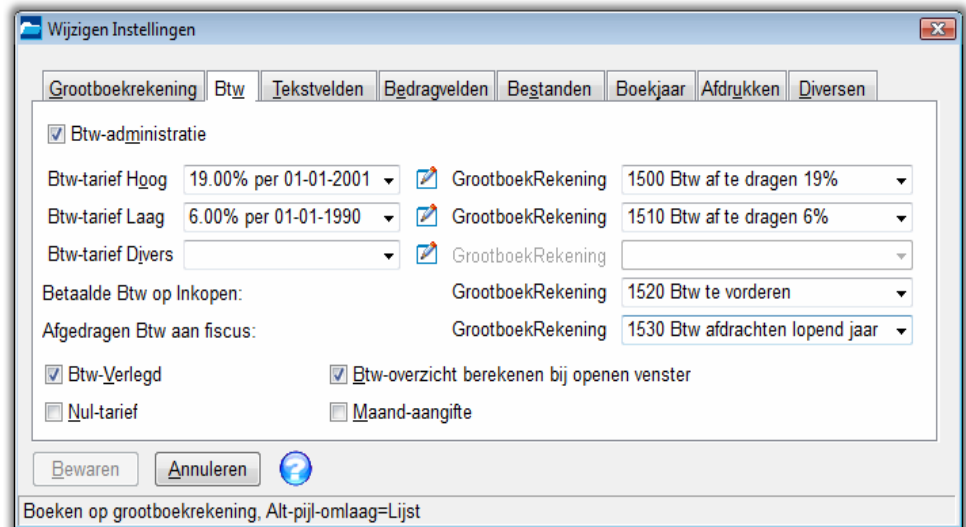 Wijzigen Instellingen
Grootboekrekening Btw Tekstvelden Bedragvelden Bestanden Boekjaar Afdrukken Diversen
Btw-administratie
Btw-tarief Hoog 19.00% per 01-01-2001 GrootboekRekening 1500 Btw af te dragen 19%
Btw-tarief Laag 6.00% per 01-01-1990 GrootboekRekening 1510 Btw af te dragen 6%
Btw-tarief Divers GrootboekRekening
Betaalde Btw op Inkopen: GrootboekRekening 1520 Btw te vorderen
Afgedragen Btw aan fiscus: GrootboekRekening 1530 Btw afdrachten lopend jaar
Btw-Verlegd Btw-overzicht berekenen bij openen venster
Nul-tarief Maand-aangifte
Bewaren Annuleren ?
Boeken op grootboekrekening, Alt-pijl-omlaag=Lijst